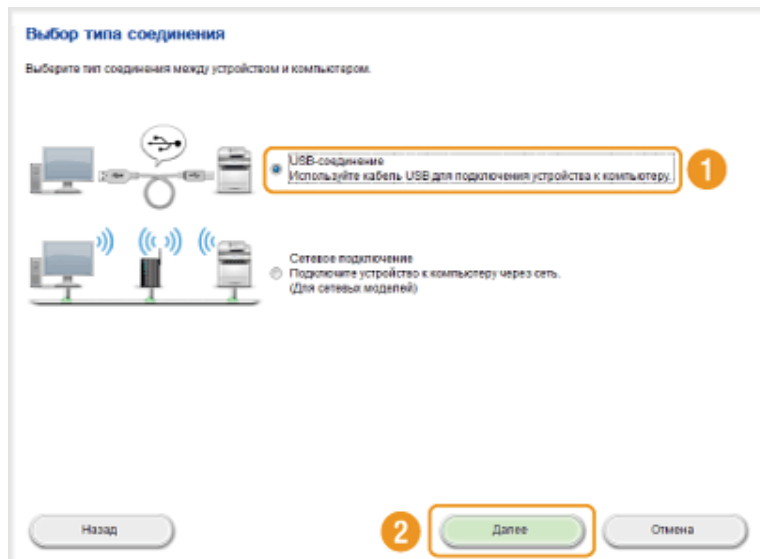 Выбор типа соединения
Выберите тип соединения между устройством и компьютером.
USB-соединение
Используйте кабель USB для подключения устройства к компьютеру.
1
Сетевое подключение
Подключите устройство к компьютеру через сеть.
(Для сетевых моделей)
Назад
2
Далее
Отмена